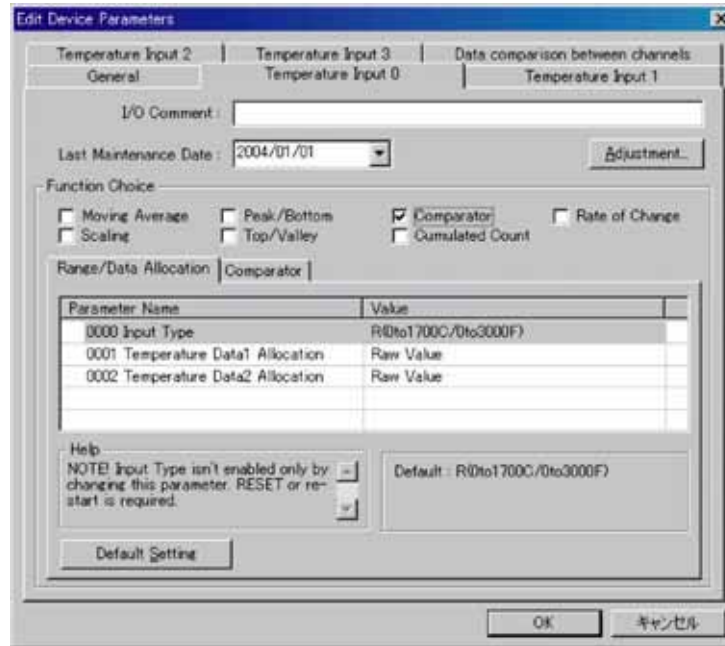 Edit Device Parameters
Temperature Input 2 Temperature Input 3 Data comparison between channels
General Temperature Input 0 Temperature Input 1
I/O Comment :
Last Maintenance Date : 2004/01/01 Adjustment...
Function Choice
Moving Average Peak/Bottom Comparator Rate of Change
Scaling Top/Valley Cumulated Count
Range/Data Allocation Comparator
Parameter Name Value
0000 Input Type R(0to1700C/0to3000F)
0001 Temperature Data1 Allocation Raw Value
0002 Temperature Data2 Allocation Raw Value
Help
NOTE! Input Type isn't enabled only by
changing this parameter. RESET or re-
start is required.
Default : R(0to1700C/0to3000F)
Default Setting
OK キャンセル